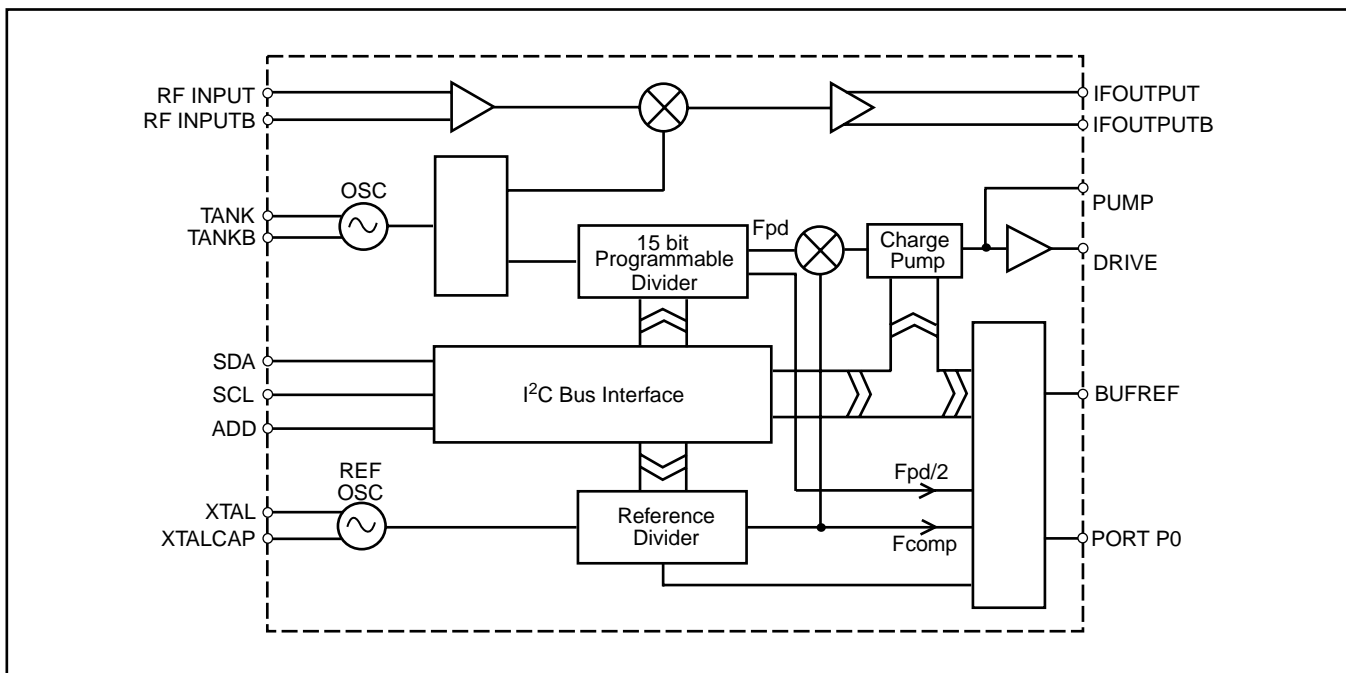 RF INPUT
RF INPUTB
IFOUTPUT
IFOUTPUTB
OSC
TANK
TANKB
15 bit
Programmable
Divider
Fpd
Charge
Pump
PUMP
DRIVE
SDA
SCL
ADD
I²C Bus Interface
BUFREF
REF
OSC
XTAL
XTALCAP
Reference
Divider
Fpd/2
Fcomp
PORT P0